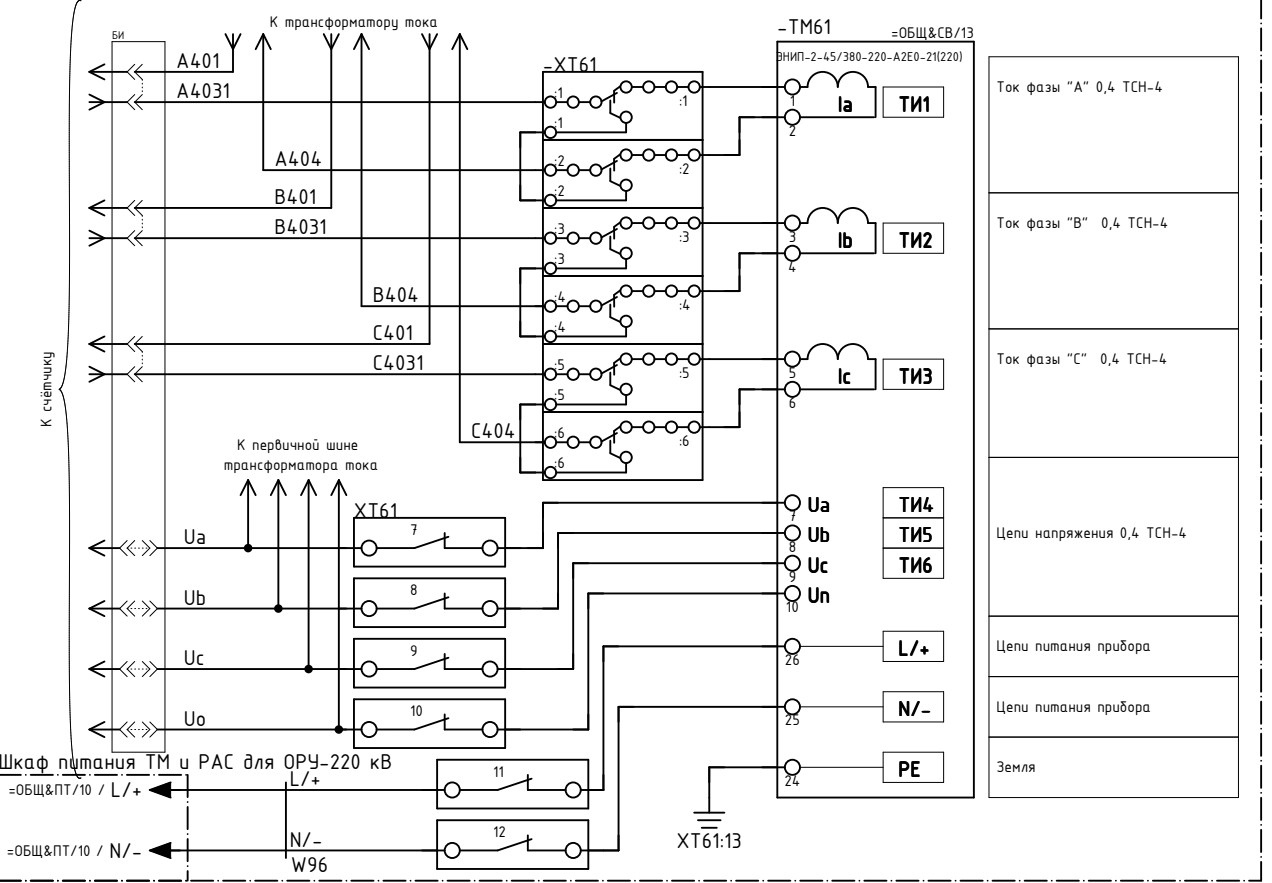 К трансформатору тока
-ТМ61
=ОБЩ&СВ/13
БИ
ЭНИП-2-45/380-220-А2Е0-21(220)
А401
А4031
-ХТ61
:1
:1
:1
1
Ia
ТИ1
2
Ток фазы "А" 0,4 ТСН-4
А404
:2
:2
:2
В401
В4031
:3
:3
:3
3
Ib
ТИ2
4
Ток фазы "В" 0,4 ТСН-4
В404
:4
:4
:4
С401
С4031
:5
:5
:5
5
Ic
ТИ3
6
Ток фазы "С" 0,4 ТСН-4
К счётчику
С404
:6
:6
:6
К первичной шине
трансформатора тока
ХТ61
Ua
7
7
Ua
ТИ4
8
Ub
ТИ5
9
Uc
ТИ6
10
Un
Цепи напряжения 0,4 ТСН-4
Ub
8
Uc
9
Uo
10
26
L/+
Цепи питания прибора
25
N/-
Цепи питания прибора
24
PE
Земля
Шкаф питания ТМ и РАС для ОРУ-220 кВ
=ОБЩ&ПТ/10 / L/+
L/+
11
ХТ61:13
=ОБЩ&ПТ/10 / N/-
N/-
12
W96